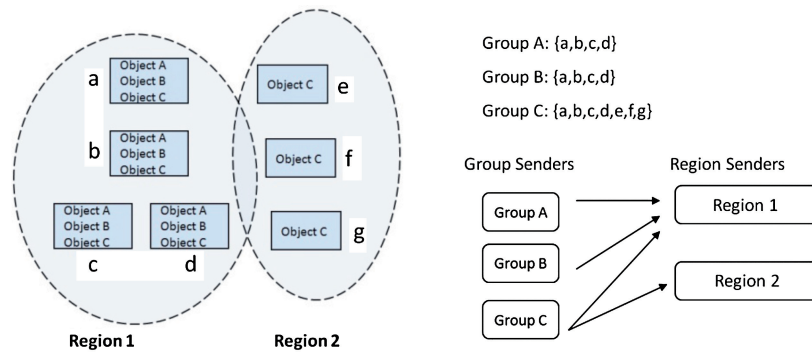 a
Object A
Object B
Object C
b
Object A
Object B
Object C
Object A
Object B
Object C
Object A
Object B
Object C
c
d
Object C
e
Object C
f
Object C
g
Region 1
Region 2
Group A: {a,b,c,d}
Group B: {a,b,c,d}
Group C: {a,b,c,d,e,f,g}
Group Senders
Region Senders
Group A
Group B
Group C
Region 1
Region 2